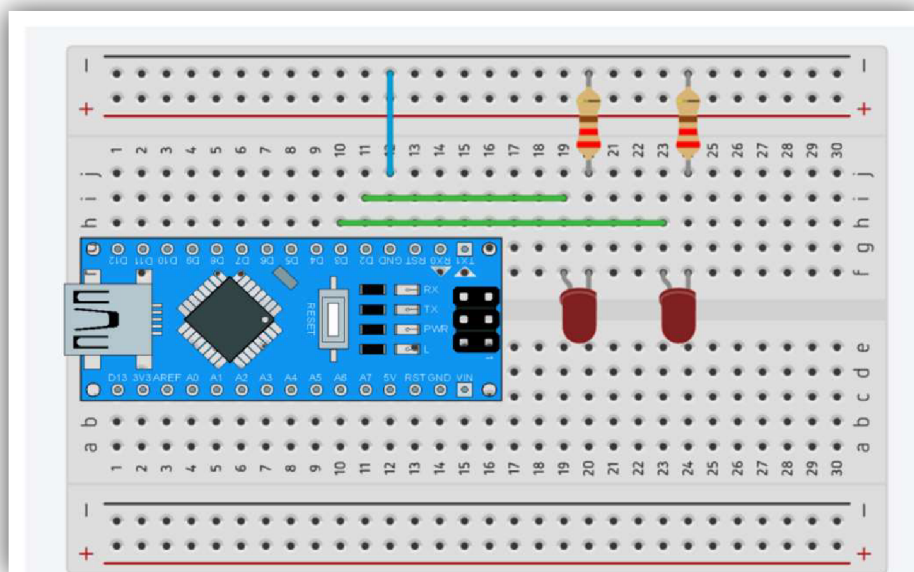 − −
+ +
1 2 3 4 5 6 7 8 9 10 11 12 13 14 15 16 17 18 19 20 21 22 23 24 25 26 27 28 29 30
j j
i i
h h
g
D12 D11 D10 D9 D8 D7 D6 D5 D4 D3 D2 GND RST RX0 TX1
f
RX
TX
PWR
L
RESET
1
e
D13 3V3 AREF A0 A1 A2 A3 A4 A5 A6 A7 5V RST GND VIN
d
c
b b
a a
1 2 3 4 5 6 7 8 9 10 11 12 13 14 15 16 17 18 19 20 21 22 23 24 25 26 27 28 29 30
− −
+ +